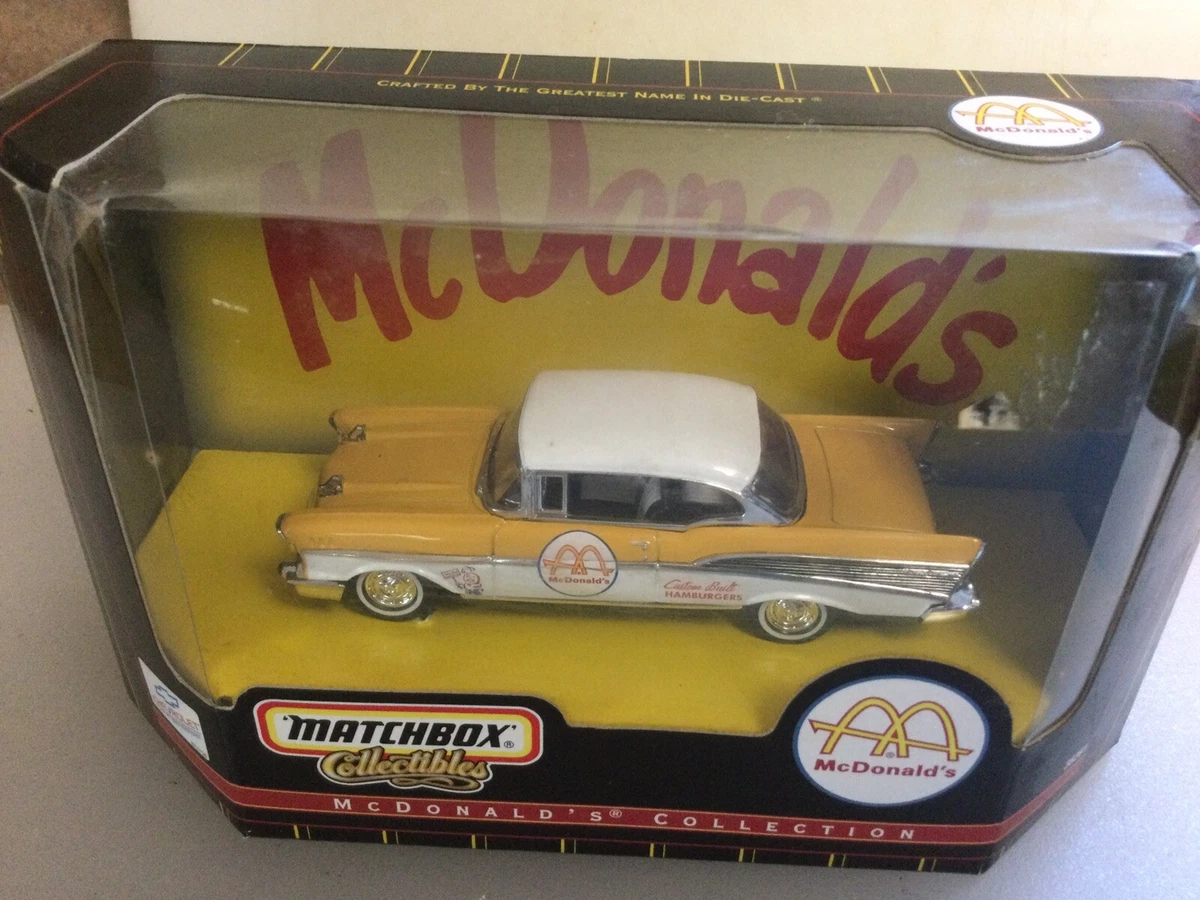 CRAFTED BY THE GREATEST NAME IN DIE-CAST ®
McDonald's
McDonald's
McDonald's
Custom Built
HAMBURGERS
MATCHBOX®
Collectibles
®
McDonald's
MCDONALD'S® COLLECTION